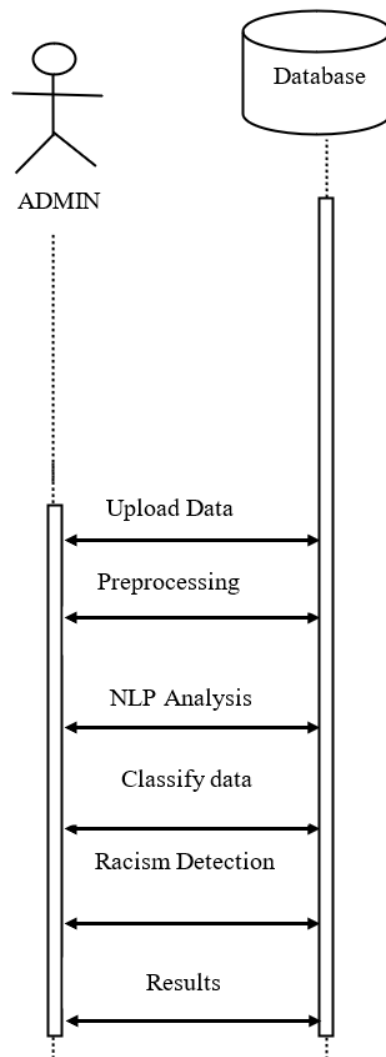 Database
ADMIN
Upload Data
Preprocessing
NLP Analysis
Classify data
Racism Detection
Results